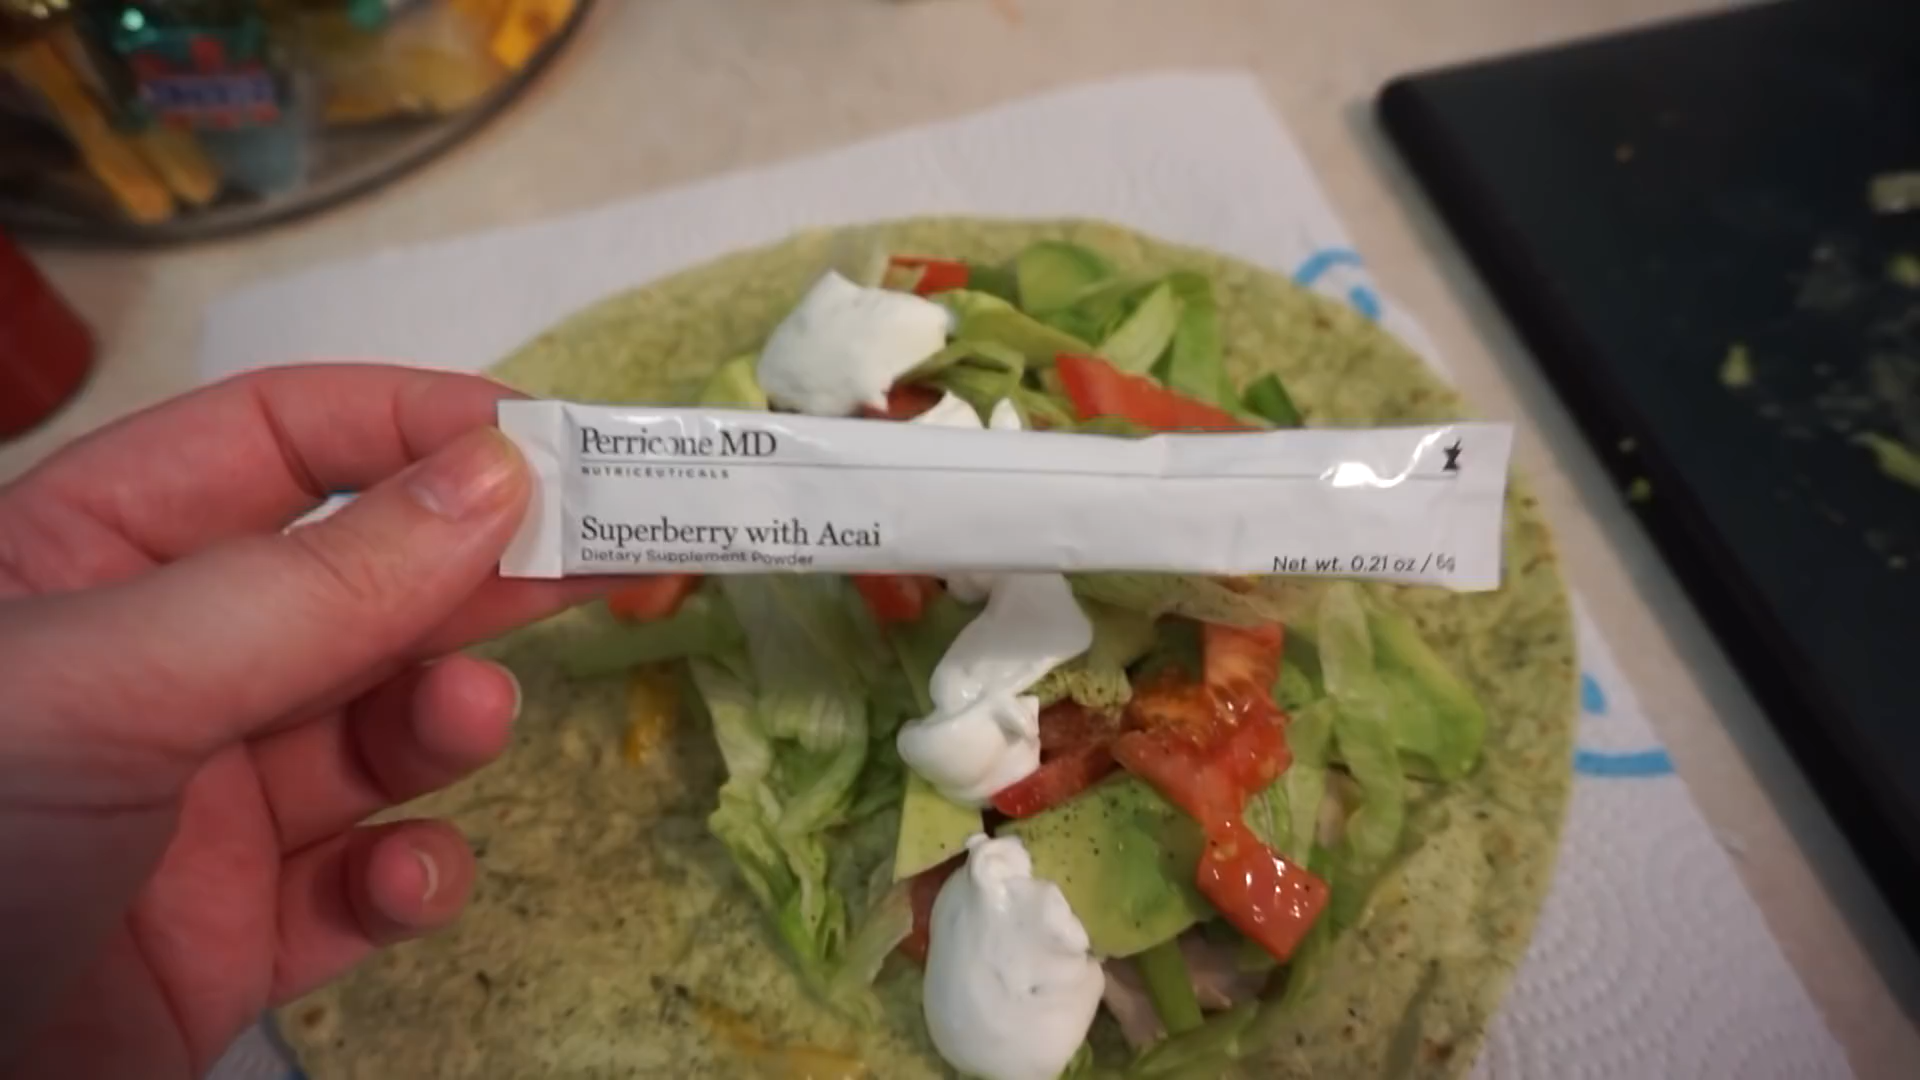 Perricone MD
NUTRICEUTICALS
Superberry with Acai
Dietary Supplement Powder
Net wt. 0.21 oz / 6g